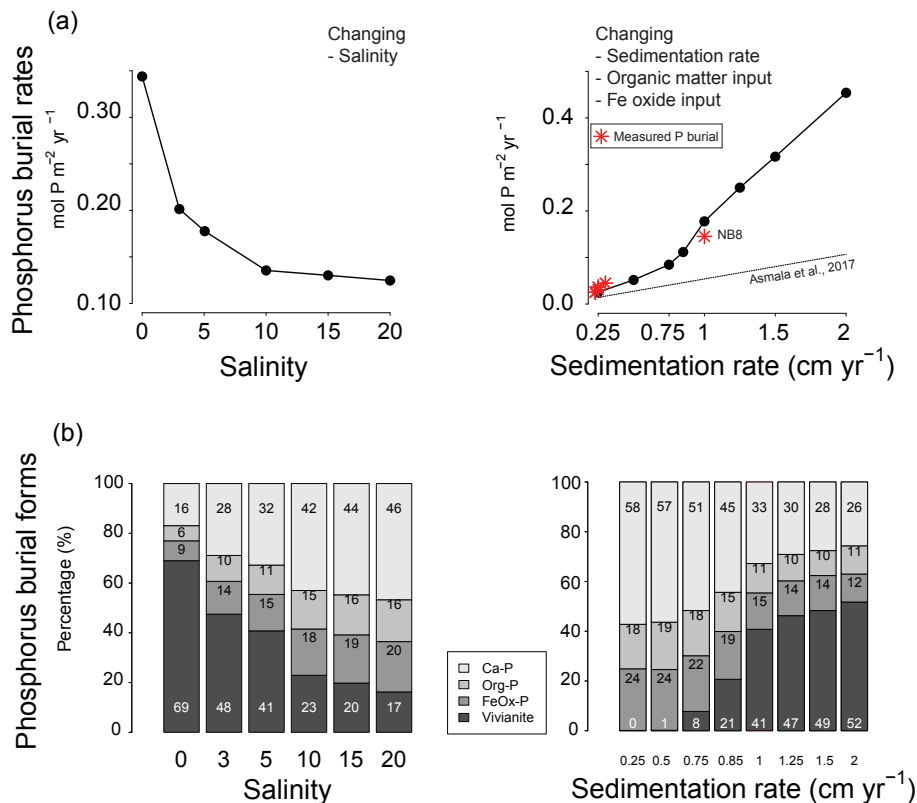 (a)
Changing
- Salinity
Phosphorus burial rates
mol P m⁻² yr⁻¹
0.30
0.20
0.10
0 5 10 15 20
Salinity
Changing
- Sedimentation rate
- Organic matter input
- Fe oxide input
Measured P burial
mol P m⁻² yr⁻¹
0.4
0.2
0.0
NB8
Asmala et al., 2017
0.25 0.75 1 1.5 2
Sedimentation rate (cm yr⁻¹)
(b)
Phosphorus burial forms
Percentage (%)
100
80
60
40
20
0
16 28 32 42 44 46
6 10 11 15 16 16
9 14 15 18 19 20
69 48 41 23 20 17
0 3 5 10 15 20
Salinity
Ca-P
Org-P
FeOx-P
Vivianite
100
80
60
40
20
0
58 57 51 45 33 30 28 26
18 19 18 15 11 10 10 11
24 24 22 19 15 14 14 12
0 1 8 21 41 47 49 52
0.25 0.5 0.75 0.85 1 1.25 1.5 2
Sedimentation rate (cm yr⁻¹)